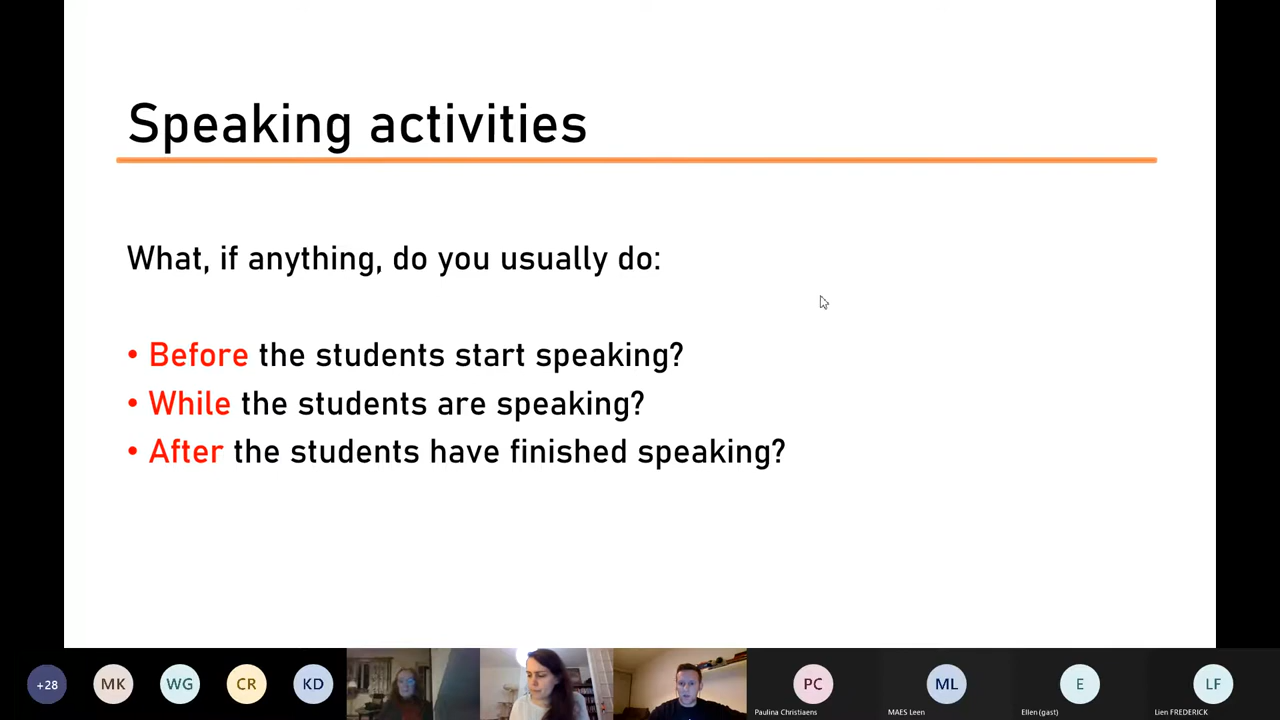 Speaking activities
What, if anything, do you usually do:
• Before the students start speaking?
• While the students are speaking?
• After the students have finished speaking?
+28 MK WG CR KD PC ML E LF
Paulina Christiaens MAES Leen Ellen (gast) Lien FREDERICK